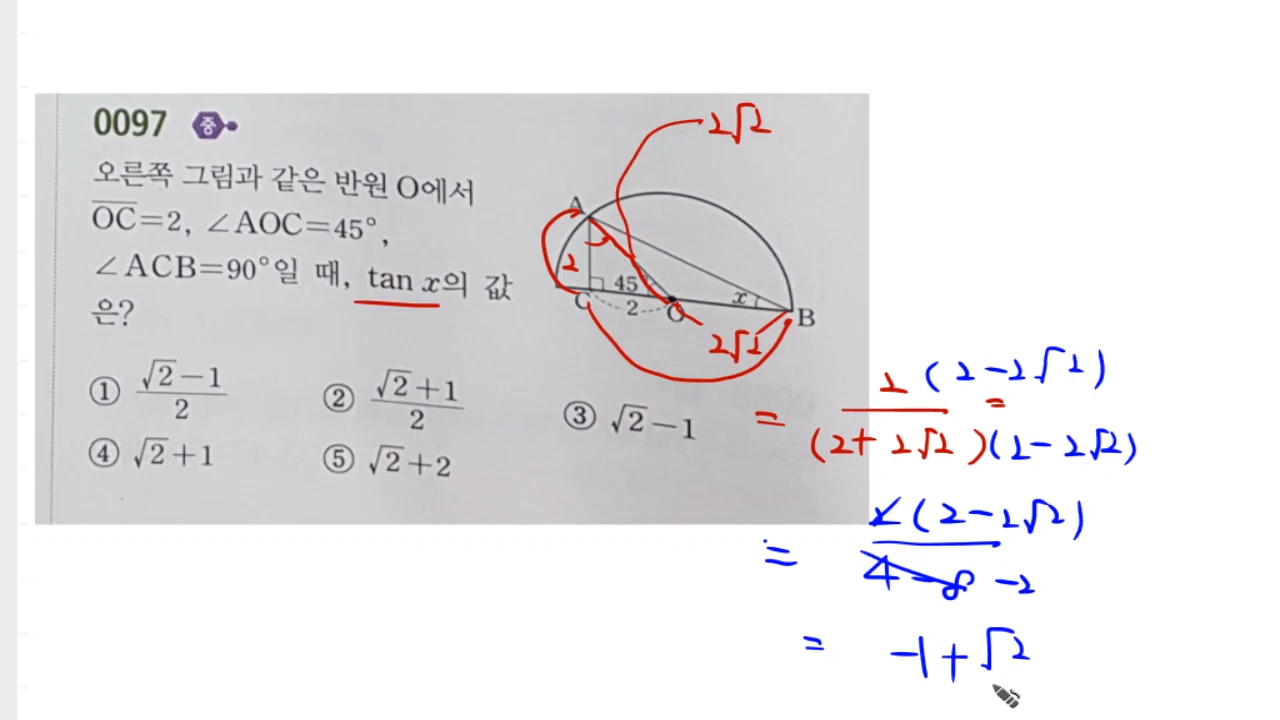 0097 중
오른쪽 그림과 같은 반원 O에서
OC=2, ∠AOC=45°,
∠ACB=90°일 때, tan x의 값
은?
① (√2-1)/2 ② (√2+1)/2 ③ √2-1
④ √2+1 ⑤ √2+2
2√2
A
2
45
x
C
2
O
B
2√2
= 2(2-2√2) / (2+2√2)(2-2√2)
=
= 2(2-2√2) / 4-8 -2
= -1+√2